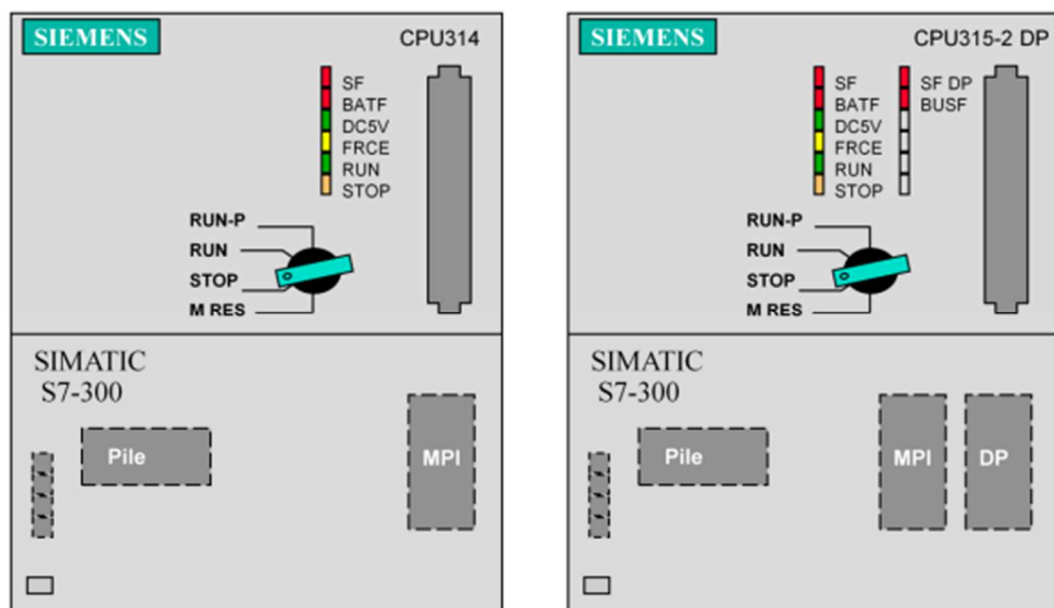 SIEMENS
CPU314
SF
BATF
DC5V
FRCE
RUN
STOP
RUN-P
RUN
STOP
M RES
SIMATIC
S7-300
Pile
MPI
SIEMENS
CPU315-2 DP
SF
BATF
DC5V
FRCE
RUN
STOP
SF DP
BUSF
RUN-P
RUN
STOP
M RES
SIMATIC
S7-300
Pile
MPI
DP